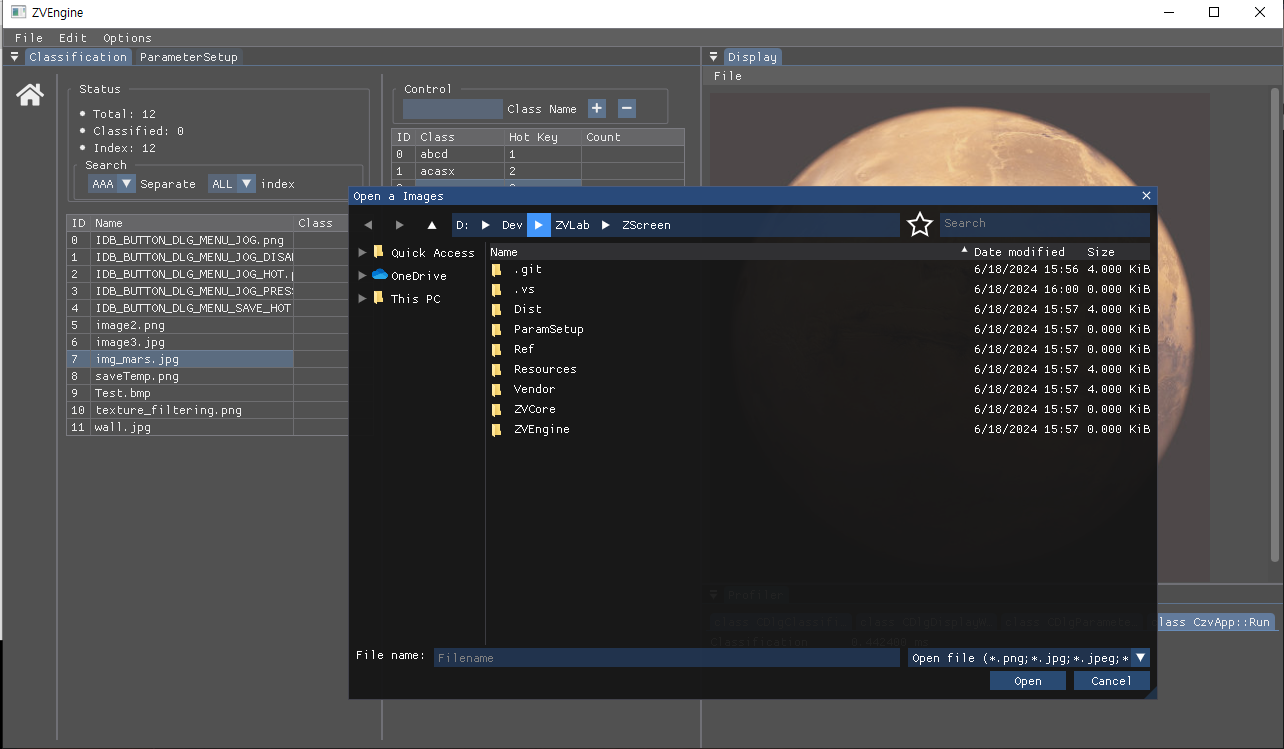 ZVEngine
File Edit Options
Classification ParameterSetup
Display
File
Status
Total: 12
Classified: 0
Index: 12
Search
AAA Separate ALL index
Control
Class Name + -
ID Class Hot Key Count
0 abcd 1
1 acasx 2
ID Name Class
0 IDB_BUTTON_DLG_MENU_JOG.png
1 IDB_BUTTON_DLG_MENU_JOG_DISA
2 IDB_BUTTON_DLG_MENU_JOG_HOT.p
3 IDB_BUTTON_DLG_MENU_JOG_PRESS
4 IDB_BUTTON_DLG_MENU_SAVE_HOT
5 image2.png
6 image3.jpg
7 img_mars.jpg
8 saveTemp.png
9 Test.bmp
10 texture_filtering.png
11 wall.jpg
Open a Images
D: Dev ZVLab ZScreen
Search
Quick Access
OneDrive
This PC
Name Date modified Size
.git 6/18/2024 15:56 4.000 KiB
.vs 6/18/2024 16:00 0.000 KiB
Dist 6/18/2024 15:57 4.000 KiB
ParamSetup 6/18/2024 15:57 0.000 KiB
Ref 6/18/2024 15:57 0.000 KiB
Resources 6/18/2024 15:57 4.000 KiB
Vendor 6/18/2024 15:57 4.000 KiB
ZVCore 6/18/2024 15:57 0.000 KiB
ZVEngine 6/18/2024 15:57 0.000 KiB
Profiler
lass CzvApp::Run
Classification
File name: Filename
Open file (*.png;*.jpg;*.jpeg;*
Open Cancel